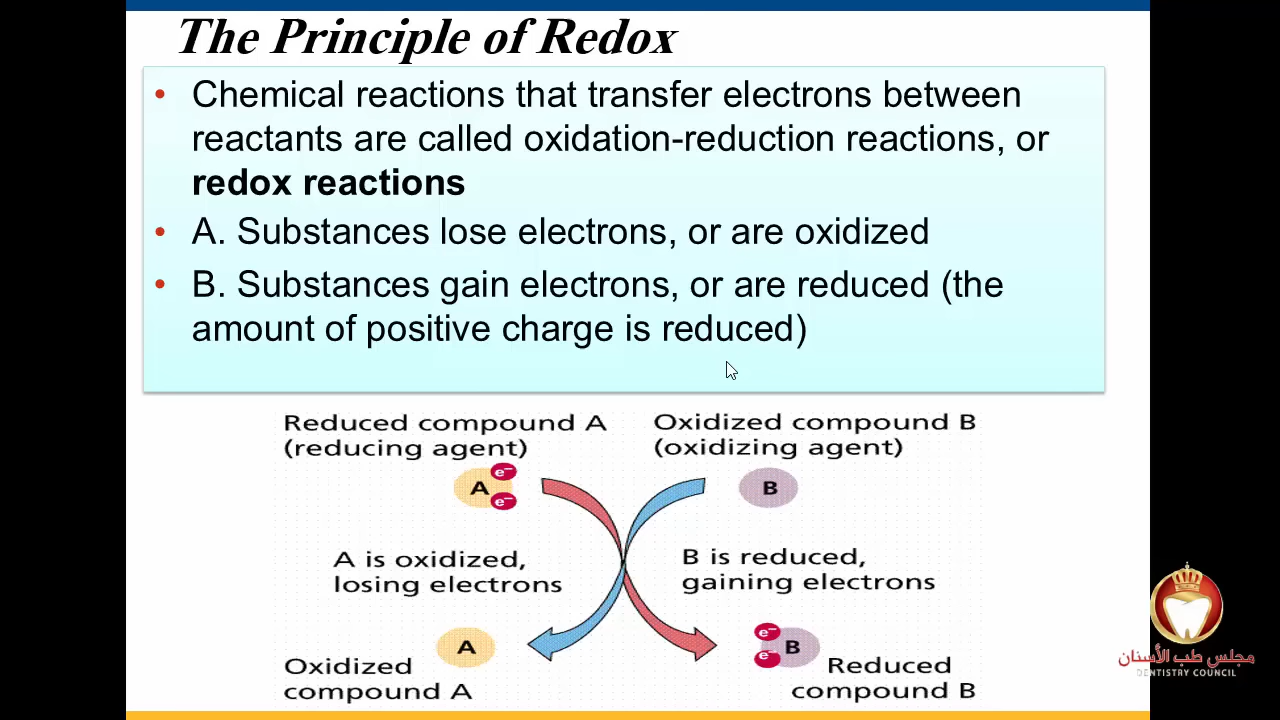 The Principle of Redox
• Chemical reactions that transfer electrons between
reactants are called oxidation-reduction reactions, or
redox reactions
• A. Substances lose electrons, or are oxidized
• B. Substances gain electrons, or are reduced (the
amount of positive charge is reduced)
Reduced compound A
(reducing agent)
Oxidized compound B
(oxidizing agent)
A
e⁻
e⁻
B
A is oxidized,
losing electrons
B is reduced,
gaining electrons
A
Oxidized
compound A
e⁻
e⁻
B
Reduced
compound B
مجلس طب الأسنان
DENTISTRY COUNCIL